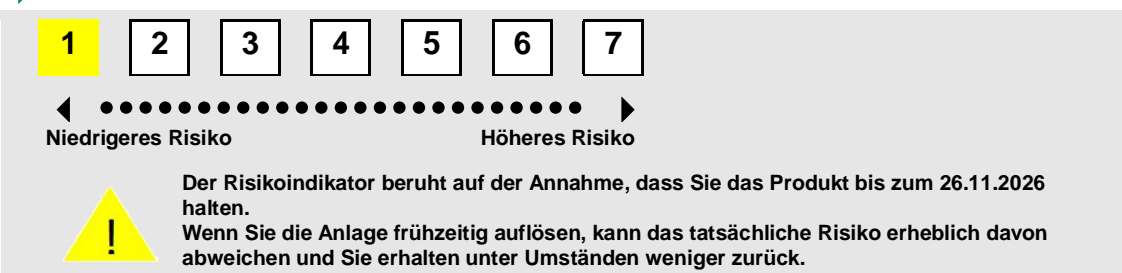 1 2 3 4 5 6 7
Niedrigeres Risiko Höheres Risiko
Der Risikoindikator beruht auf der Annahme, dass Sie das Produkt bis zum 26.11.2026
halten.
Wenn Sie die Anlage frühzeitig auflösen, kann das tatsächliche Risiko erheblich davon
abweichen und Sie erhalten unter Umständen weniger zurück.
!